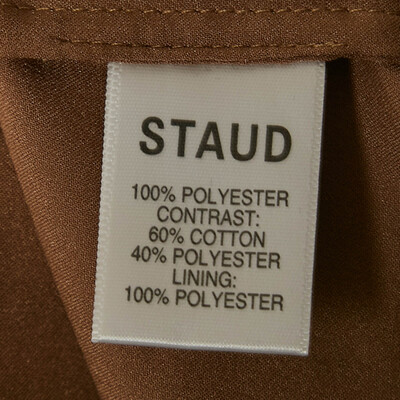 STAUD
100% POLYESTER
CONTRAST:
60% COTTON
40% POLYESTER
LINING:
100% POLYESTER